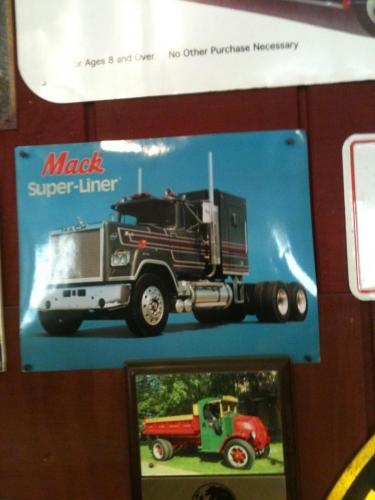 Ages 8 and Over No Other Purchase Necessary
Mack
Super-Liner